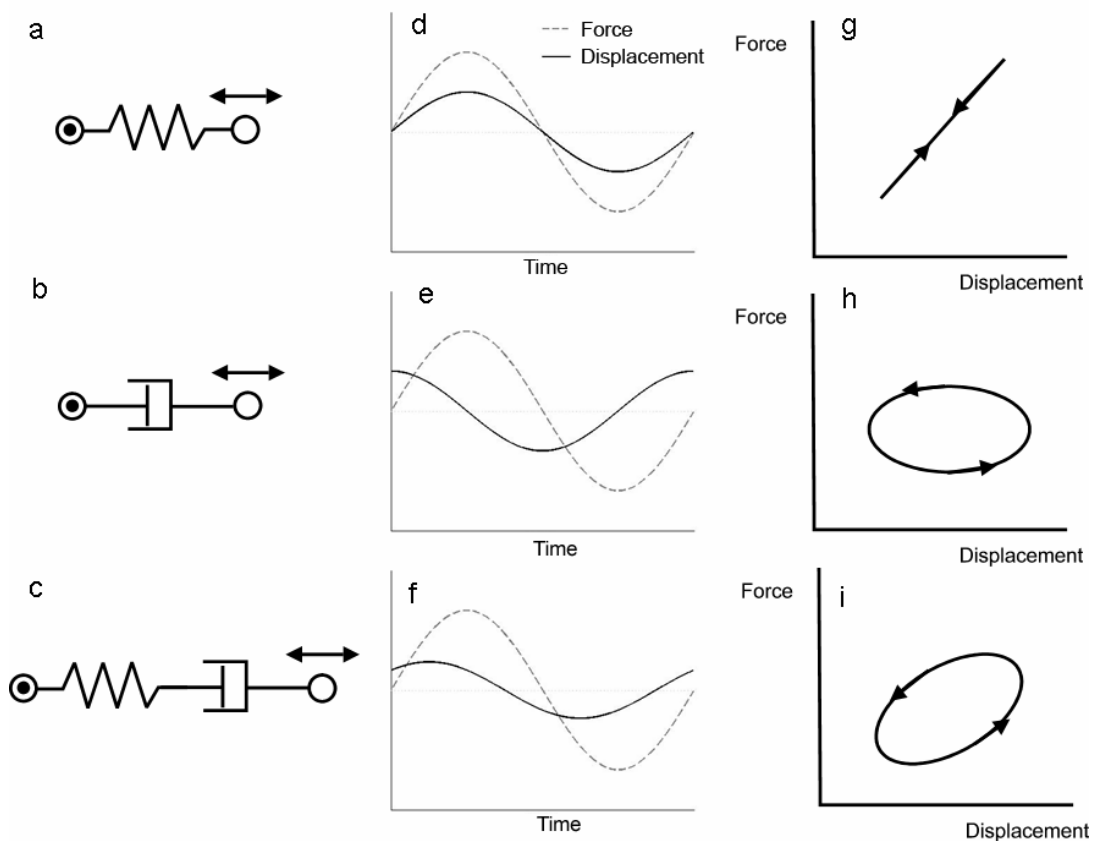 a
d
Force
Displacement
Time
Force
g
Displacement
b
e
Time
Force
h
Displacement
c
f
Time
Force
i
Displacement